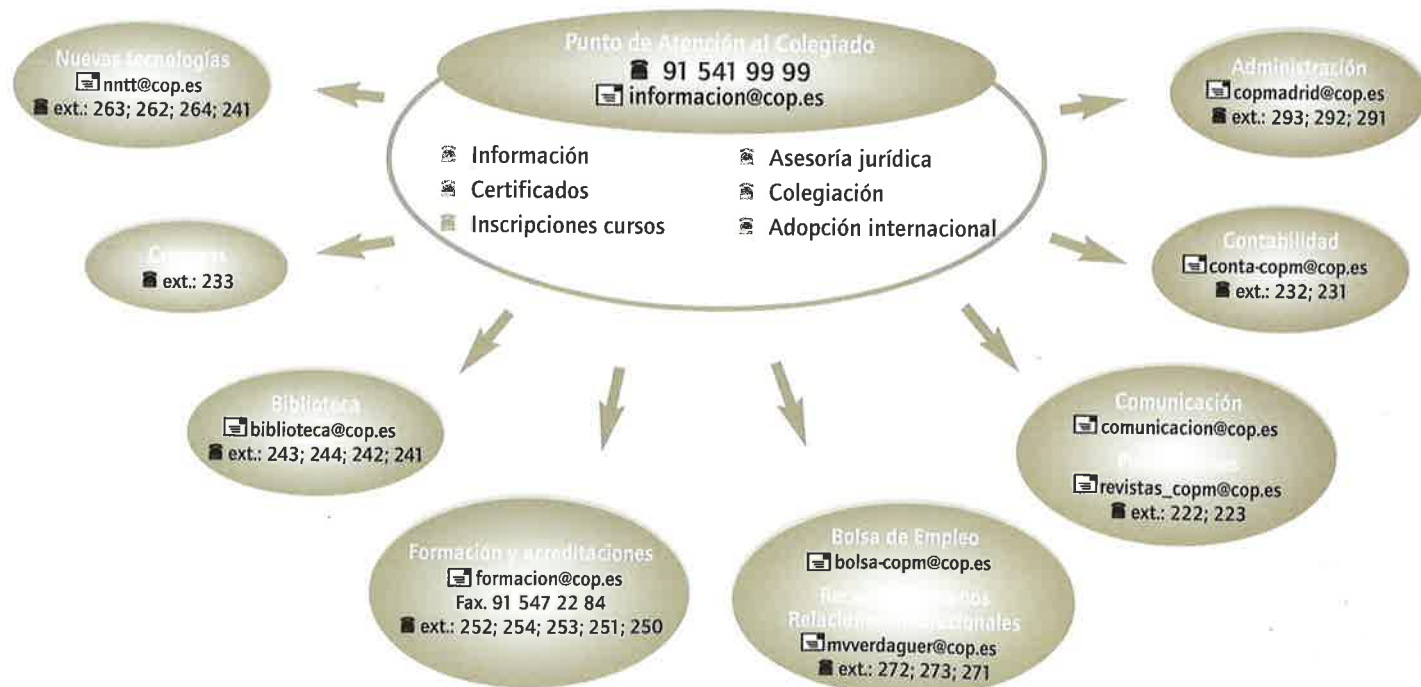 Punto de Atención al Colegiado
91 541 99 99
informacion@cop.es
Información
Certificados
Inscripciones cursos
Asesoría jurídica
Colegiación
Adopción internacional
Nuevas tecnologías
nntt@cop.es
ext.: 263; 262; 264; 241
ext.: 233
Biblioteca
biblioteca@cop.es
ext.: 243; 244; 242; 241
Formación y acreditaciones
formacion@cop.es
Fax. 91 547 22 84
ext.: 252; 254; 253; 251; 250
Bolsa de Empleo
bolsa-copm@cop.es
mvverdaguer@cop.es
ext.: 272; 273; 271
Comunicación
comunicacion@cop.es
revistas_copm@cop.es
ext.: 222; 223
Contabilidad
conta-copm@cop.es
ext.: 232; 231
Administración
copmadrid@cop.es
ext.: 293; 292; 291